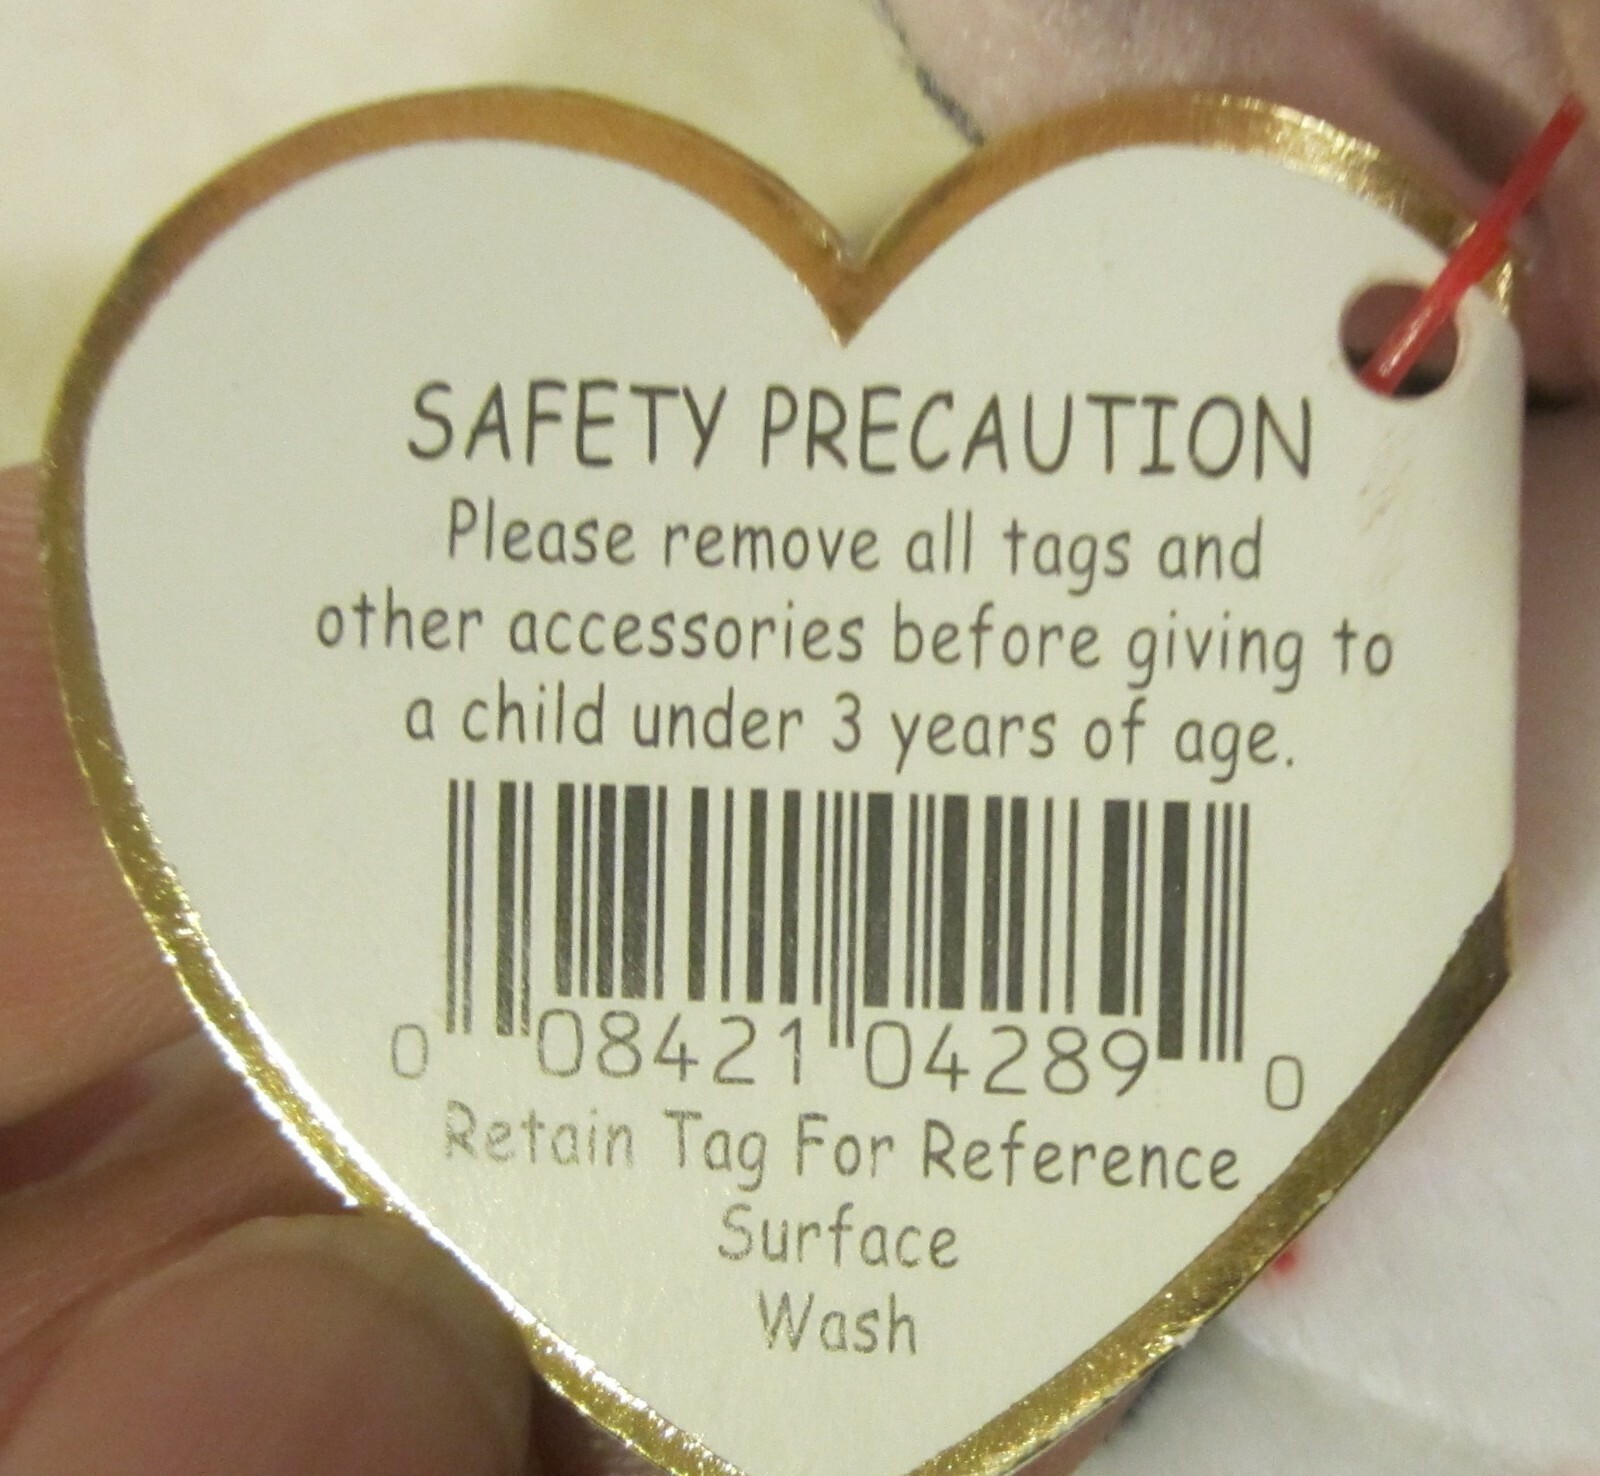 SAFETY PRECAUTION
Please remove all tags and
other accessories before giving to
a child under 3 years of age.
0 08421 04289 0
Retain Tag For Reference
Surface
Wash